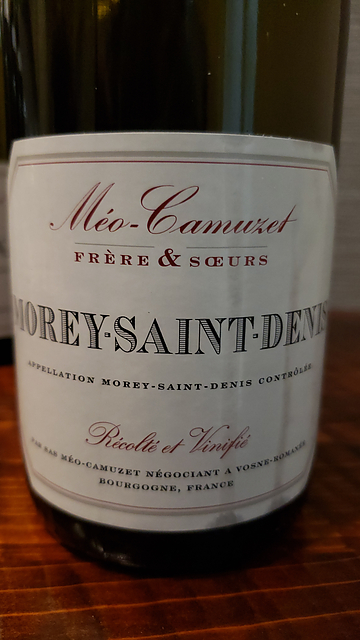 Méo-Camuzet
FRÈRE & SŒURS
MOREY-SAINT-DENIS
APPELLATION MOREY-SAINT-DENIS CONTRÔLÉE
Récolté et Vinifié
PAR MÉO-CAMUZET NÉGOCIANT A VOSNE-ROMANÉE
BOURGOGNE, FRANCE